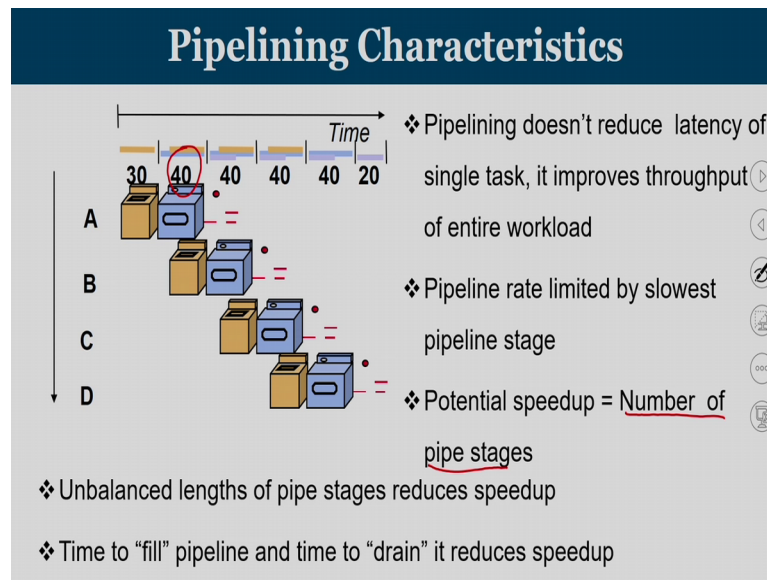 Pipelining Characteristics
Time
30 40 40 40 40 20
A
B
C
D
❖ Pipelining doesn't reduce latency of
single task, it improves throughput
of entire workload
❖ Pipeline rate limited by slowest
pipeline stage
❖ Potential speedup = Number of
pipe stages
❖ Unbalanced lengths of pipe stages reduces speedup
❖ Time to “fill” pipeline and time to “drain” it reduces speedup